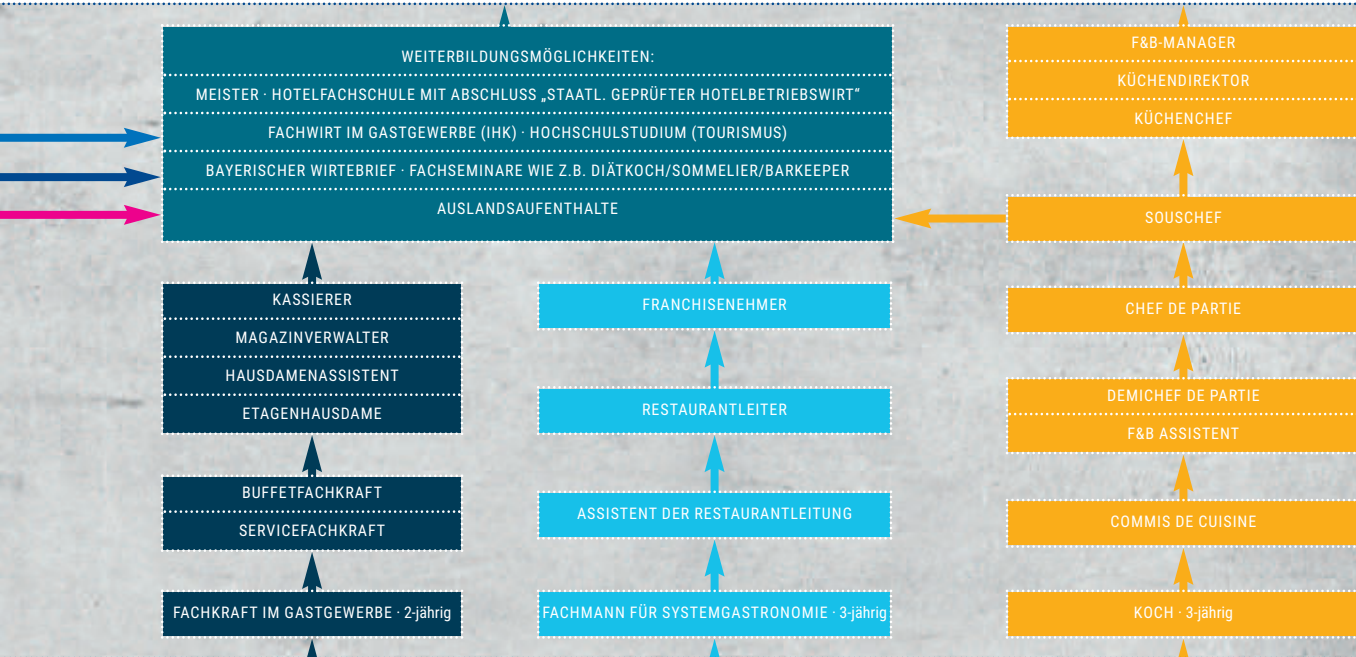 WEITERBILDUNGSMÖGLICHKEITEN:
MEISTER · HOTELFACHSCHULE MIT ABSCHLUSS „STAATL. GEPRÜFTER HOTELBETRIEBSWIRT“
FACHWIRT IM GASTGEWERBE (IHK) · HOCHSCHULSTUDIUM (TOURISMUS)
BAYERISCHER WIRTEBRIEF · FACHSEMINARE WIE Z.B. DIÄTKOCH/SOMMELIER/BARKEEPER
AUSLANDSAUFENTHALTE
KASSIERER
MAGAZINVERWALTER
HAUSDAMENASSISTENT
ETAGENHAUSDAME
BUFFETFACHKRAFT
SERVICEFACHKRAFT
FACHKRAFT IM GASTGEWERBE · 2-jährig
FRANCHISENEHMER
RESTAURANTLEITER
ASSISTENT DER RESTAURANTLEITUNG
FACHMANN FÜR SYSTEMGASTRONOMIE · 3-jährig
F&B-MANAGER
KÜCHENDIREKTOR
KÜCHENCHEF
SOUSCHEF
CHEF DE PARTIE
DEMICHEF DE PARTIE
F&B ASSISTENT
COMMIS DE CUISINE
KOCH · 3-jährig